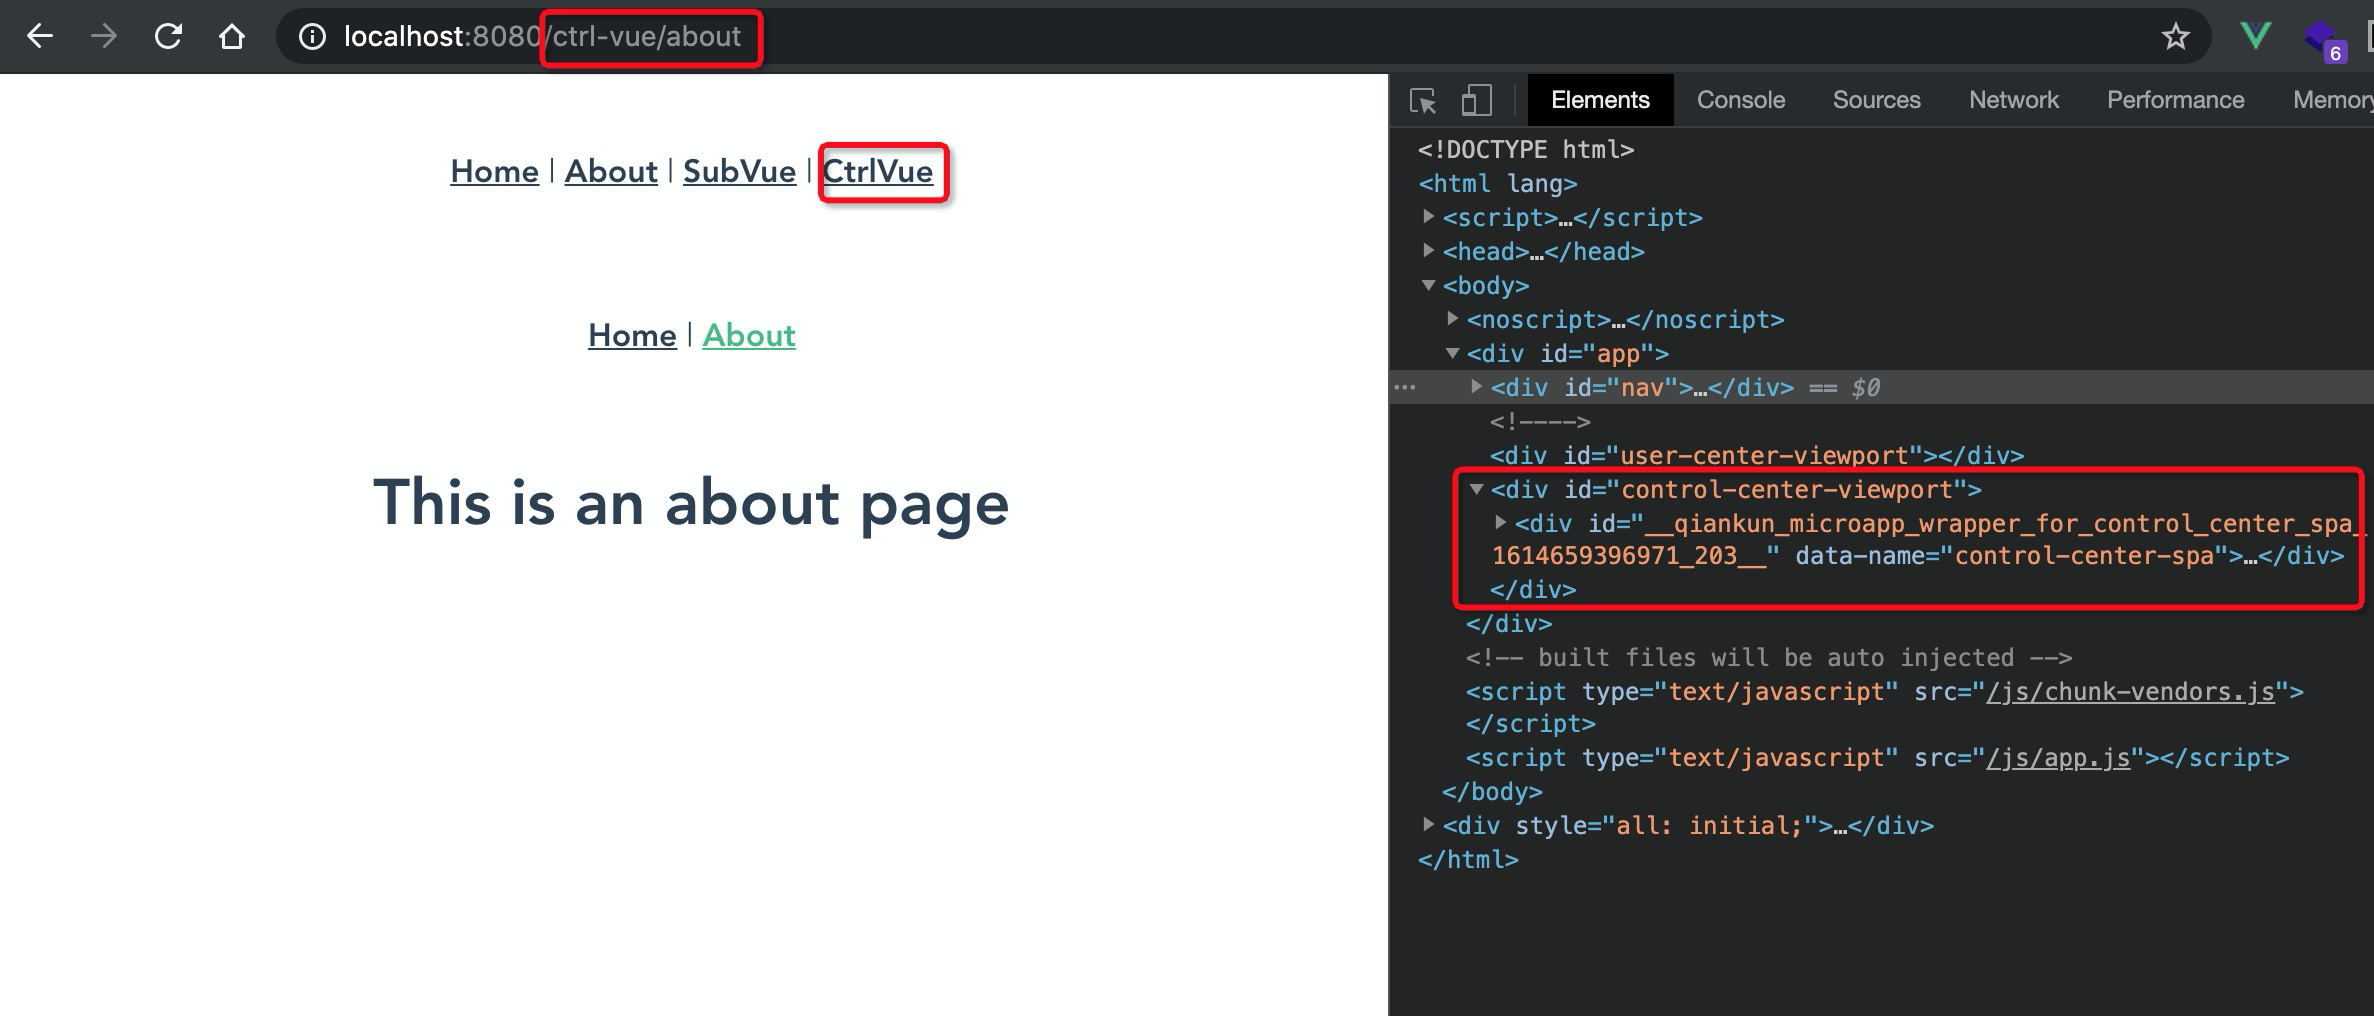 localhost:8080/ctrl-vue/about
6
Home | About | SubVue | CtrlVue
Home | About
This is an about page
Elements Console Sources Network Performance Memory
<!DOCTYPE html>
<html lang>
<script>…</script>
<head>…</head>
<body>
<noscript>…</noscript>
<div id="app">
<div id="nav">…</div> == $0
<!---->
<div id="user-center-viewport"></div>
<div id="control-center-viewport">
<div id="__qiankun_microapp_wrapper_for_control_center_spa_
1614659396971_203__" data-name="control-center-spa">…</div>
</div>
</div>
<!-- built files will be auto injected -->
<script type="text/javascript" src="/js/chunk-vendors.js">
</script>
<script type="text/javascript" src="/js/app.js"></script>
</body>
<div style="all: initial;">…</div>
</html>